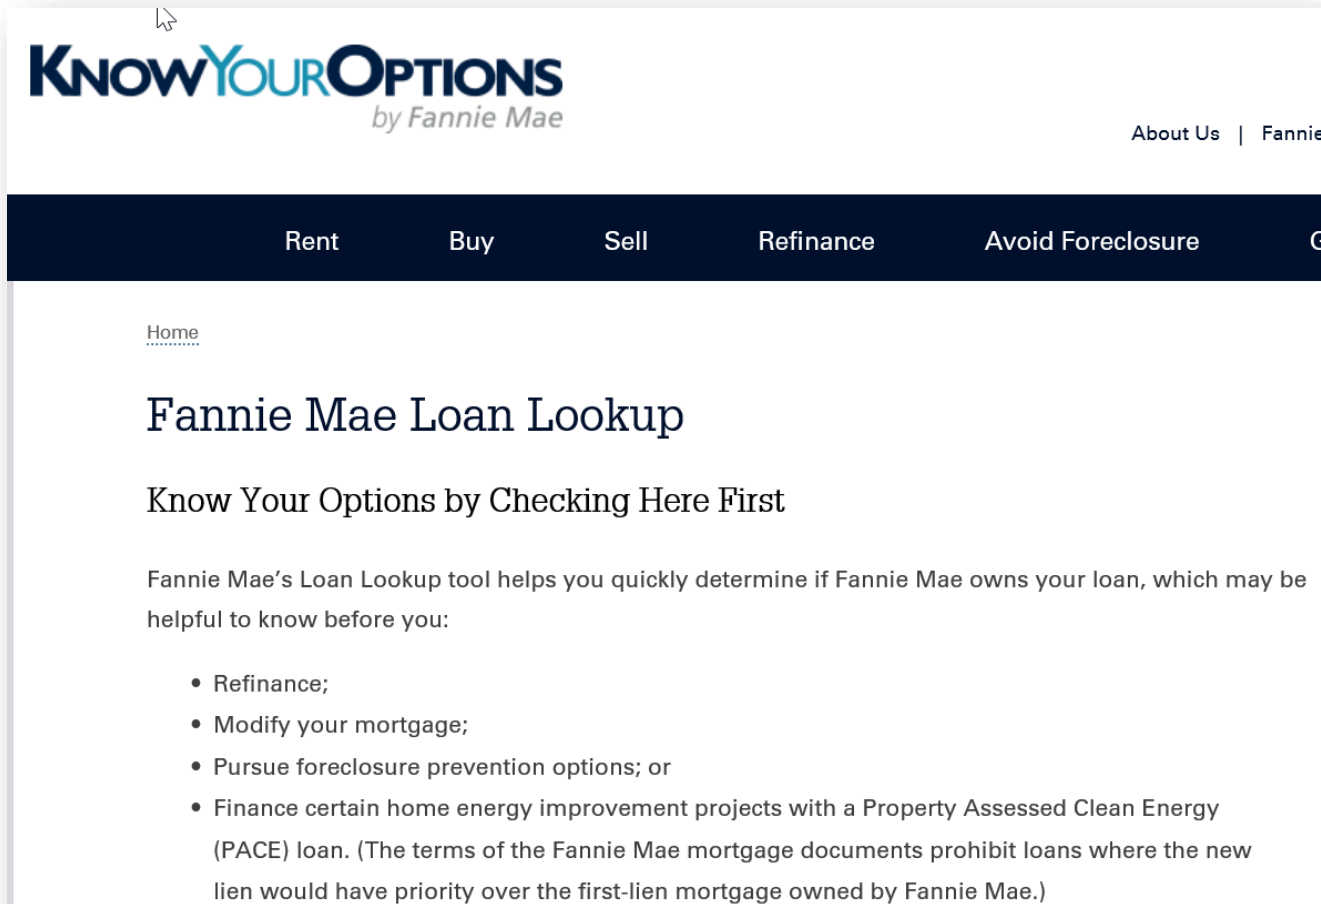 KNOWYOUROPTIONS
by Fannie Mae
About Us | Fannie
Rent Buy Sell Refinance Avoid Foreclosure G
Home
Fannie Mae Loan Lookup
Know Your Options by Checking Here First
Fannie Mae’s Loan Lookup tool helps you quickly determine if Fannie Mae owns your loan, which may be
helpful to know before you:
• Refinance;
• Modify your mortgage;
• Pursue foreclosure prevention options; or
• Finance certain home energy improvement projects with a Property Assessed Clean Energy
(PACE) loan. (The terms of the Fannie Mae mortgage documents prohibit loans where the new
lien would have priority over the first-lien mortgage owned by Fannie Mae.)